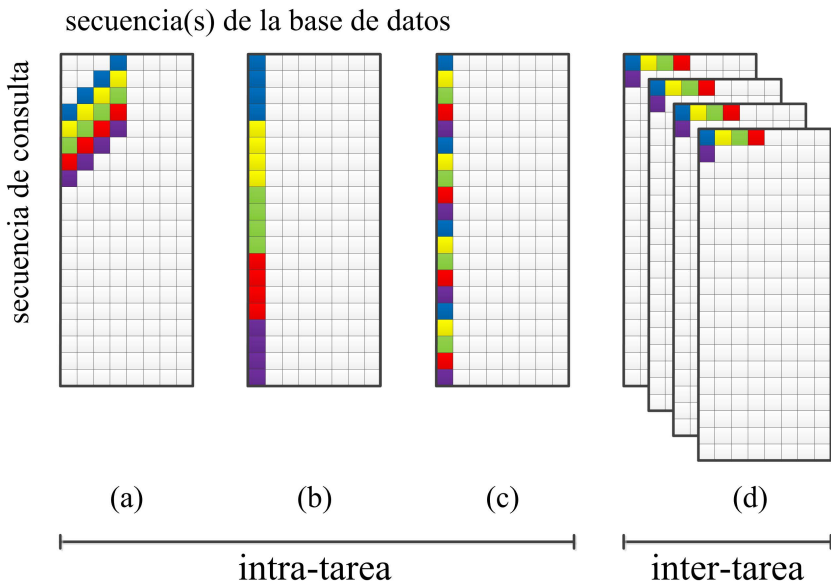 secuencia(s) de la base de datos
secuencia de consulta
(a)
(b)
(c)
(d)
intra-tarea
inter-tarea